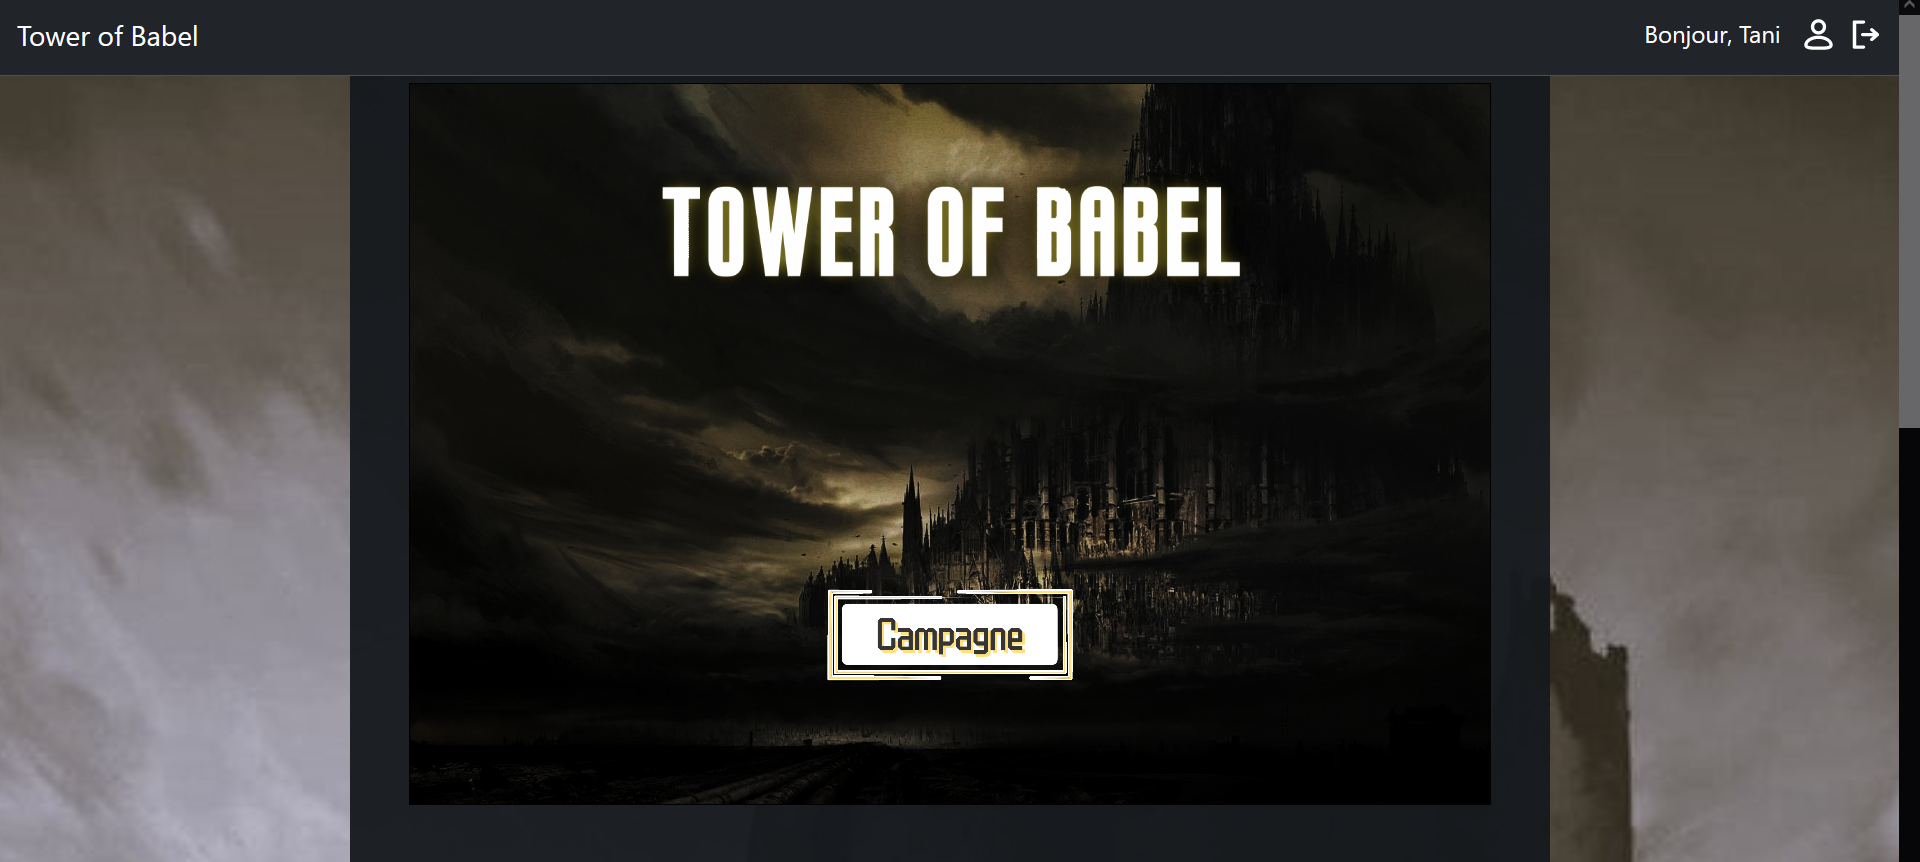 Tower of Babel
Bonjour, Tani
TOWER OF BABEL
Campagne